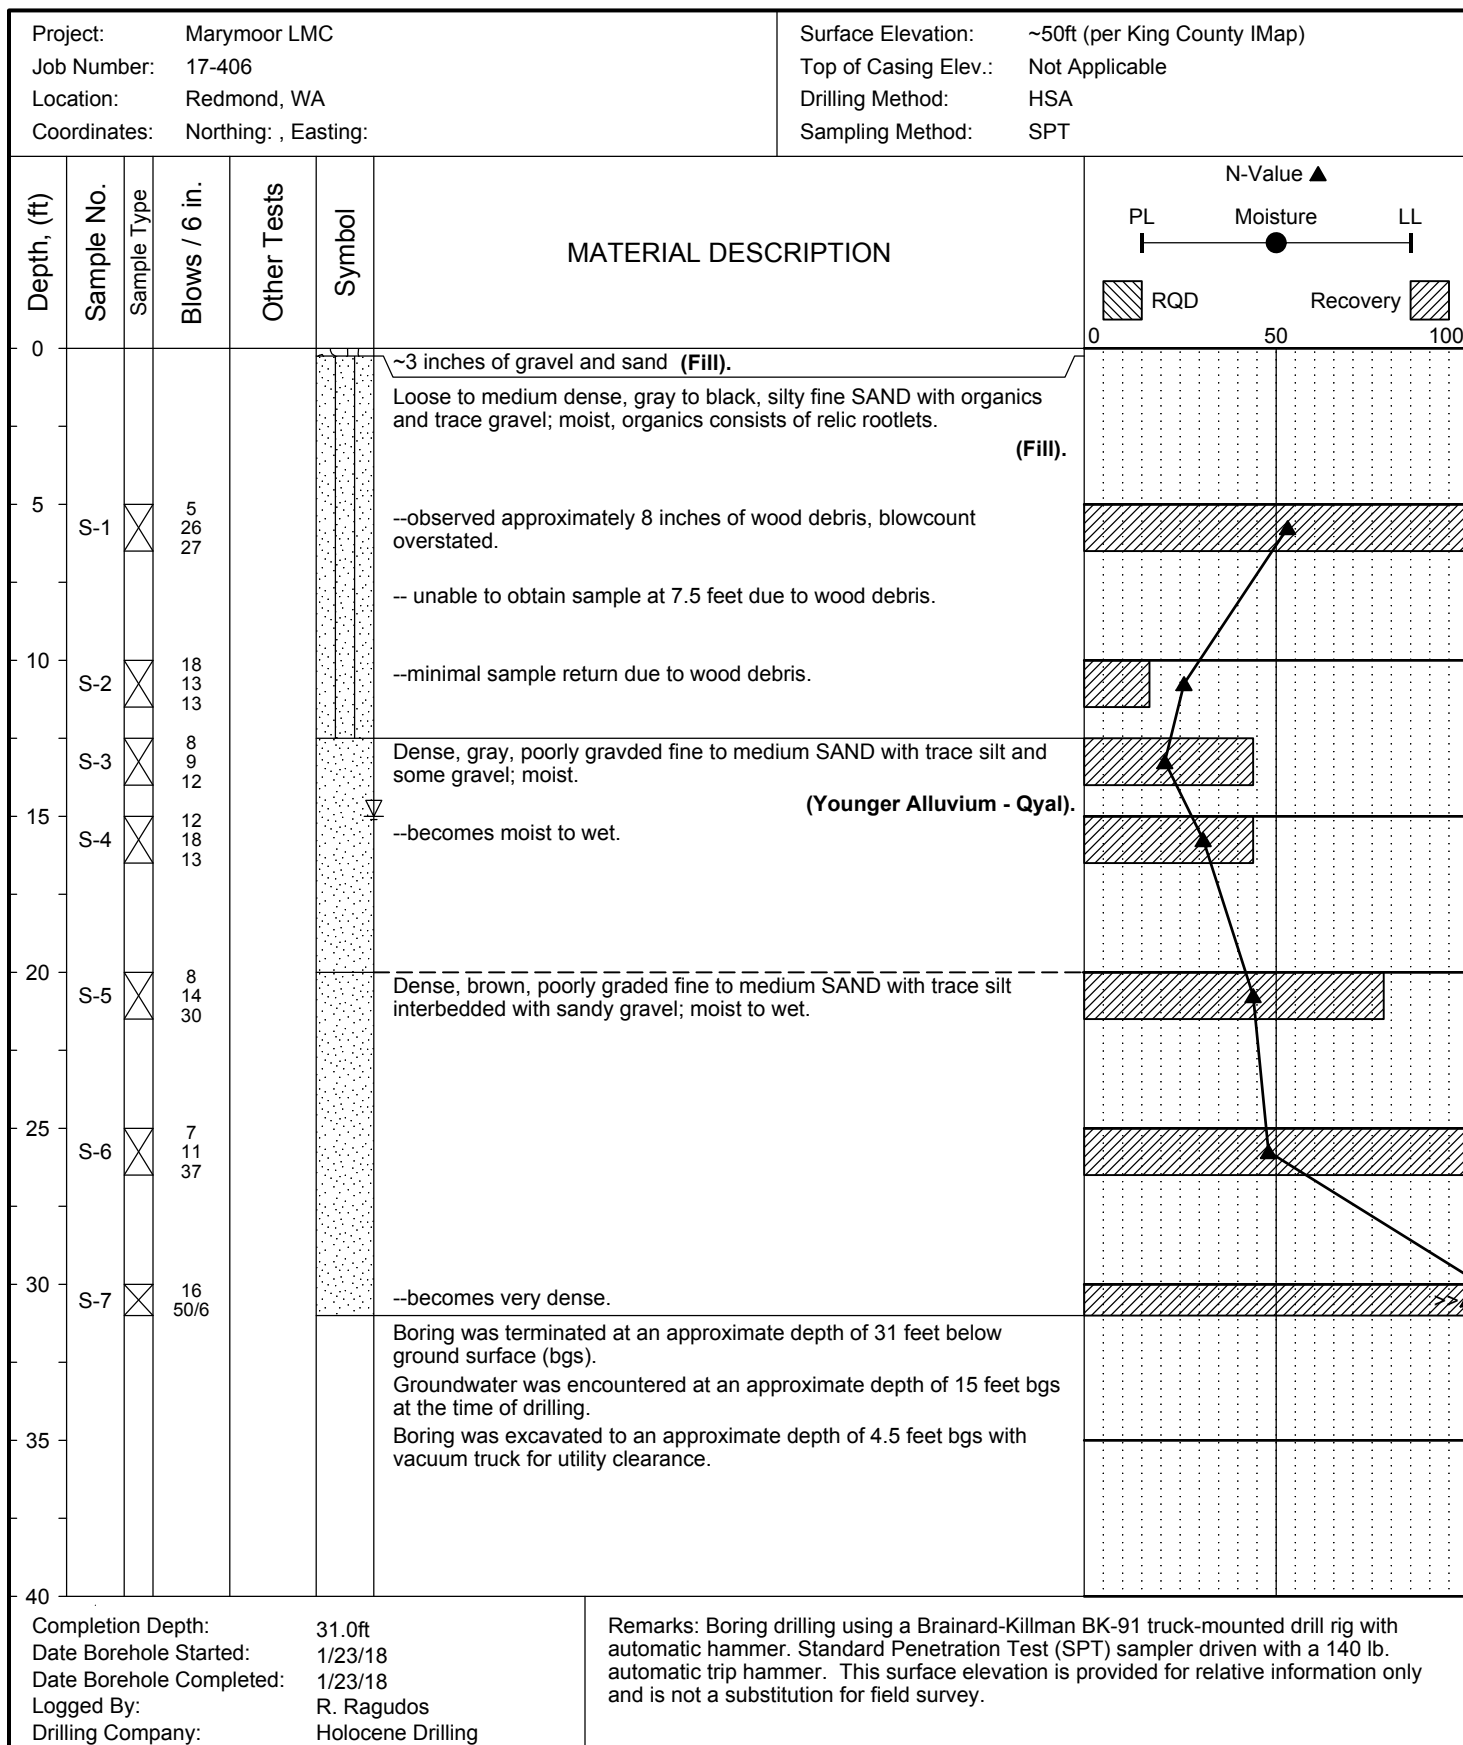 Project: Marymoor LMC
Job Number: 17-406
Location: Redmond, WA
Coordinates: Northing: , Easting:
Surface Elevation: ~50ft (per King County IMap)
Top of Casing Elev.: Not Applicable
Drilling Method: HSA
Sampling Method: SPT
Depth, (ft)
Sample No.
Sample Type
Blows / 6 in.
Other Tests
Symbol
MATERIAL DESCRIPTION
N-Value ▲
PL Moisture LL
RQD Recovery
0 50 100
0
~3 inches of gravel and sand (Fill).
Loose to medium dense, gray to black, silty fine SAND with organics
and trace gravel; moist, organics consists of relic rootlets.
(Fill).
5
S-1
5
26
27
--observed approximately 8 inches of wood debris, blowcount
overstated.
-- unable to obtain sample at 7.5 feet due to wood debris.
10
S-2
18
13
13
--minimal sample return due to wood debris.
S-3
8
9
12
Dense, gray, poorly gravded fine to medium SAND with trace silt and
some gravel; moist.
(Younger Alluvium - Qyal).
15
S-4
12
18
13
--becomes moist to wet.
20
S-5
8
14
30
Dense, brown, poorly graded fine to medium SAND with trace silt
interbedded with sandy gravel; moist to wet.
25
S-6
7
11
37
30
S-7
16
50/6
--becomes very dense.
>>
Boring was terminated at an approximate depth of 31 feet below
ground surface (bgs).
Groundwater was encountered at an approximate depth of 15 feet bgs
at the time of drilling.
35
Boring was excavated to an approximate depth of 4.5 feet bgs with
vacuum truck for utility clearance.
40
Completion Depth: 31.0ft
Date Borehole Started: 1/23/18
Date Borehole Completed: 1/23/18
Logged By: R. Ragudos
Drilling Company: Holocene Drilling
Remarks: Boring drilling using a Brainard-Killman BK-91 truck-mounted drill rig with
automatic hammer. Standard Penetration Test (SPT) sampler driven with a 140 lb.
automatic trip hammer. This surface elevation is provided for relative information only
and is not a substitution for field survey.